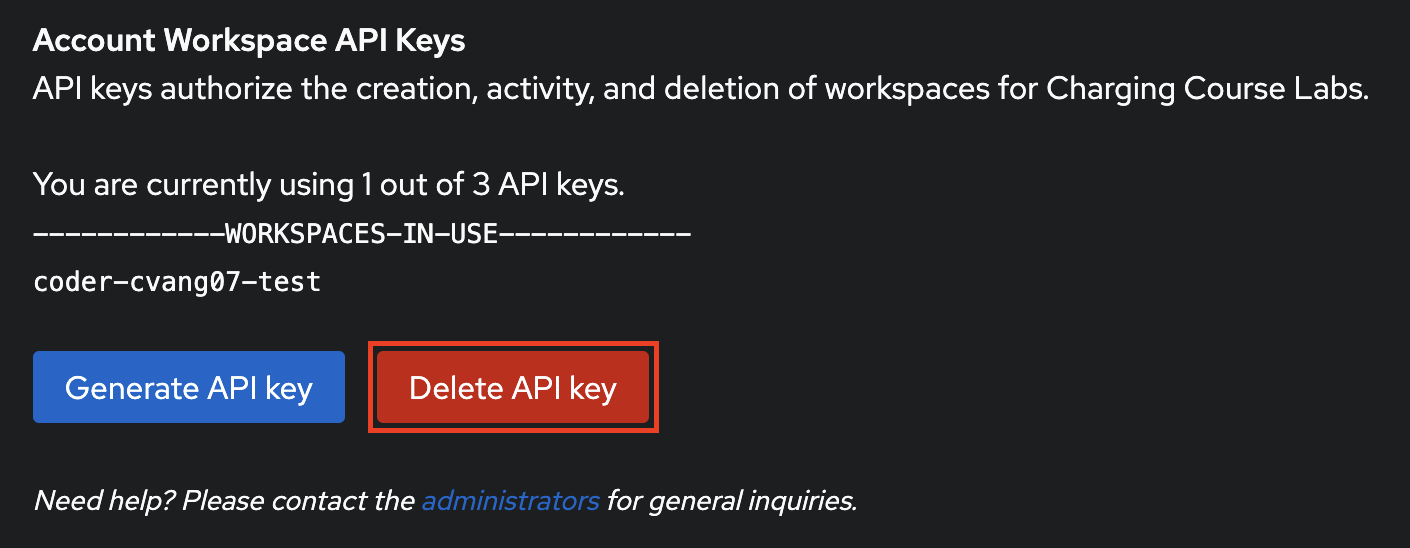 Account Workspace API Keys
API keys authorize the creation, activity, and deletion of workspaces for Charging Course Labs.
You are currently using 1 out of 3 API keys.
------------WORKSPACES-IN-USE------------
coder-cvang07-test
Generate API key
Delete API key
Need help? Please contact the administrators for general inquiries.